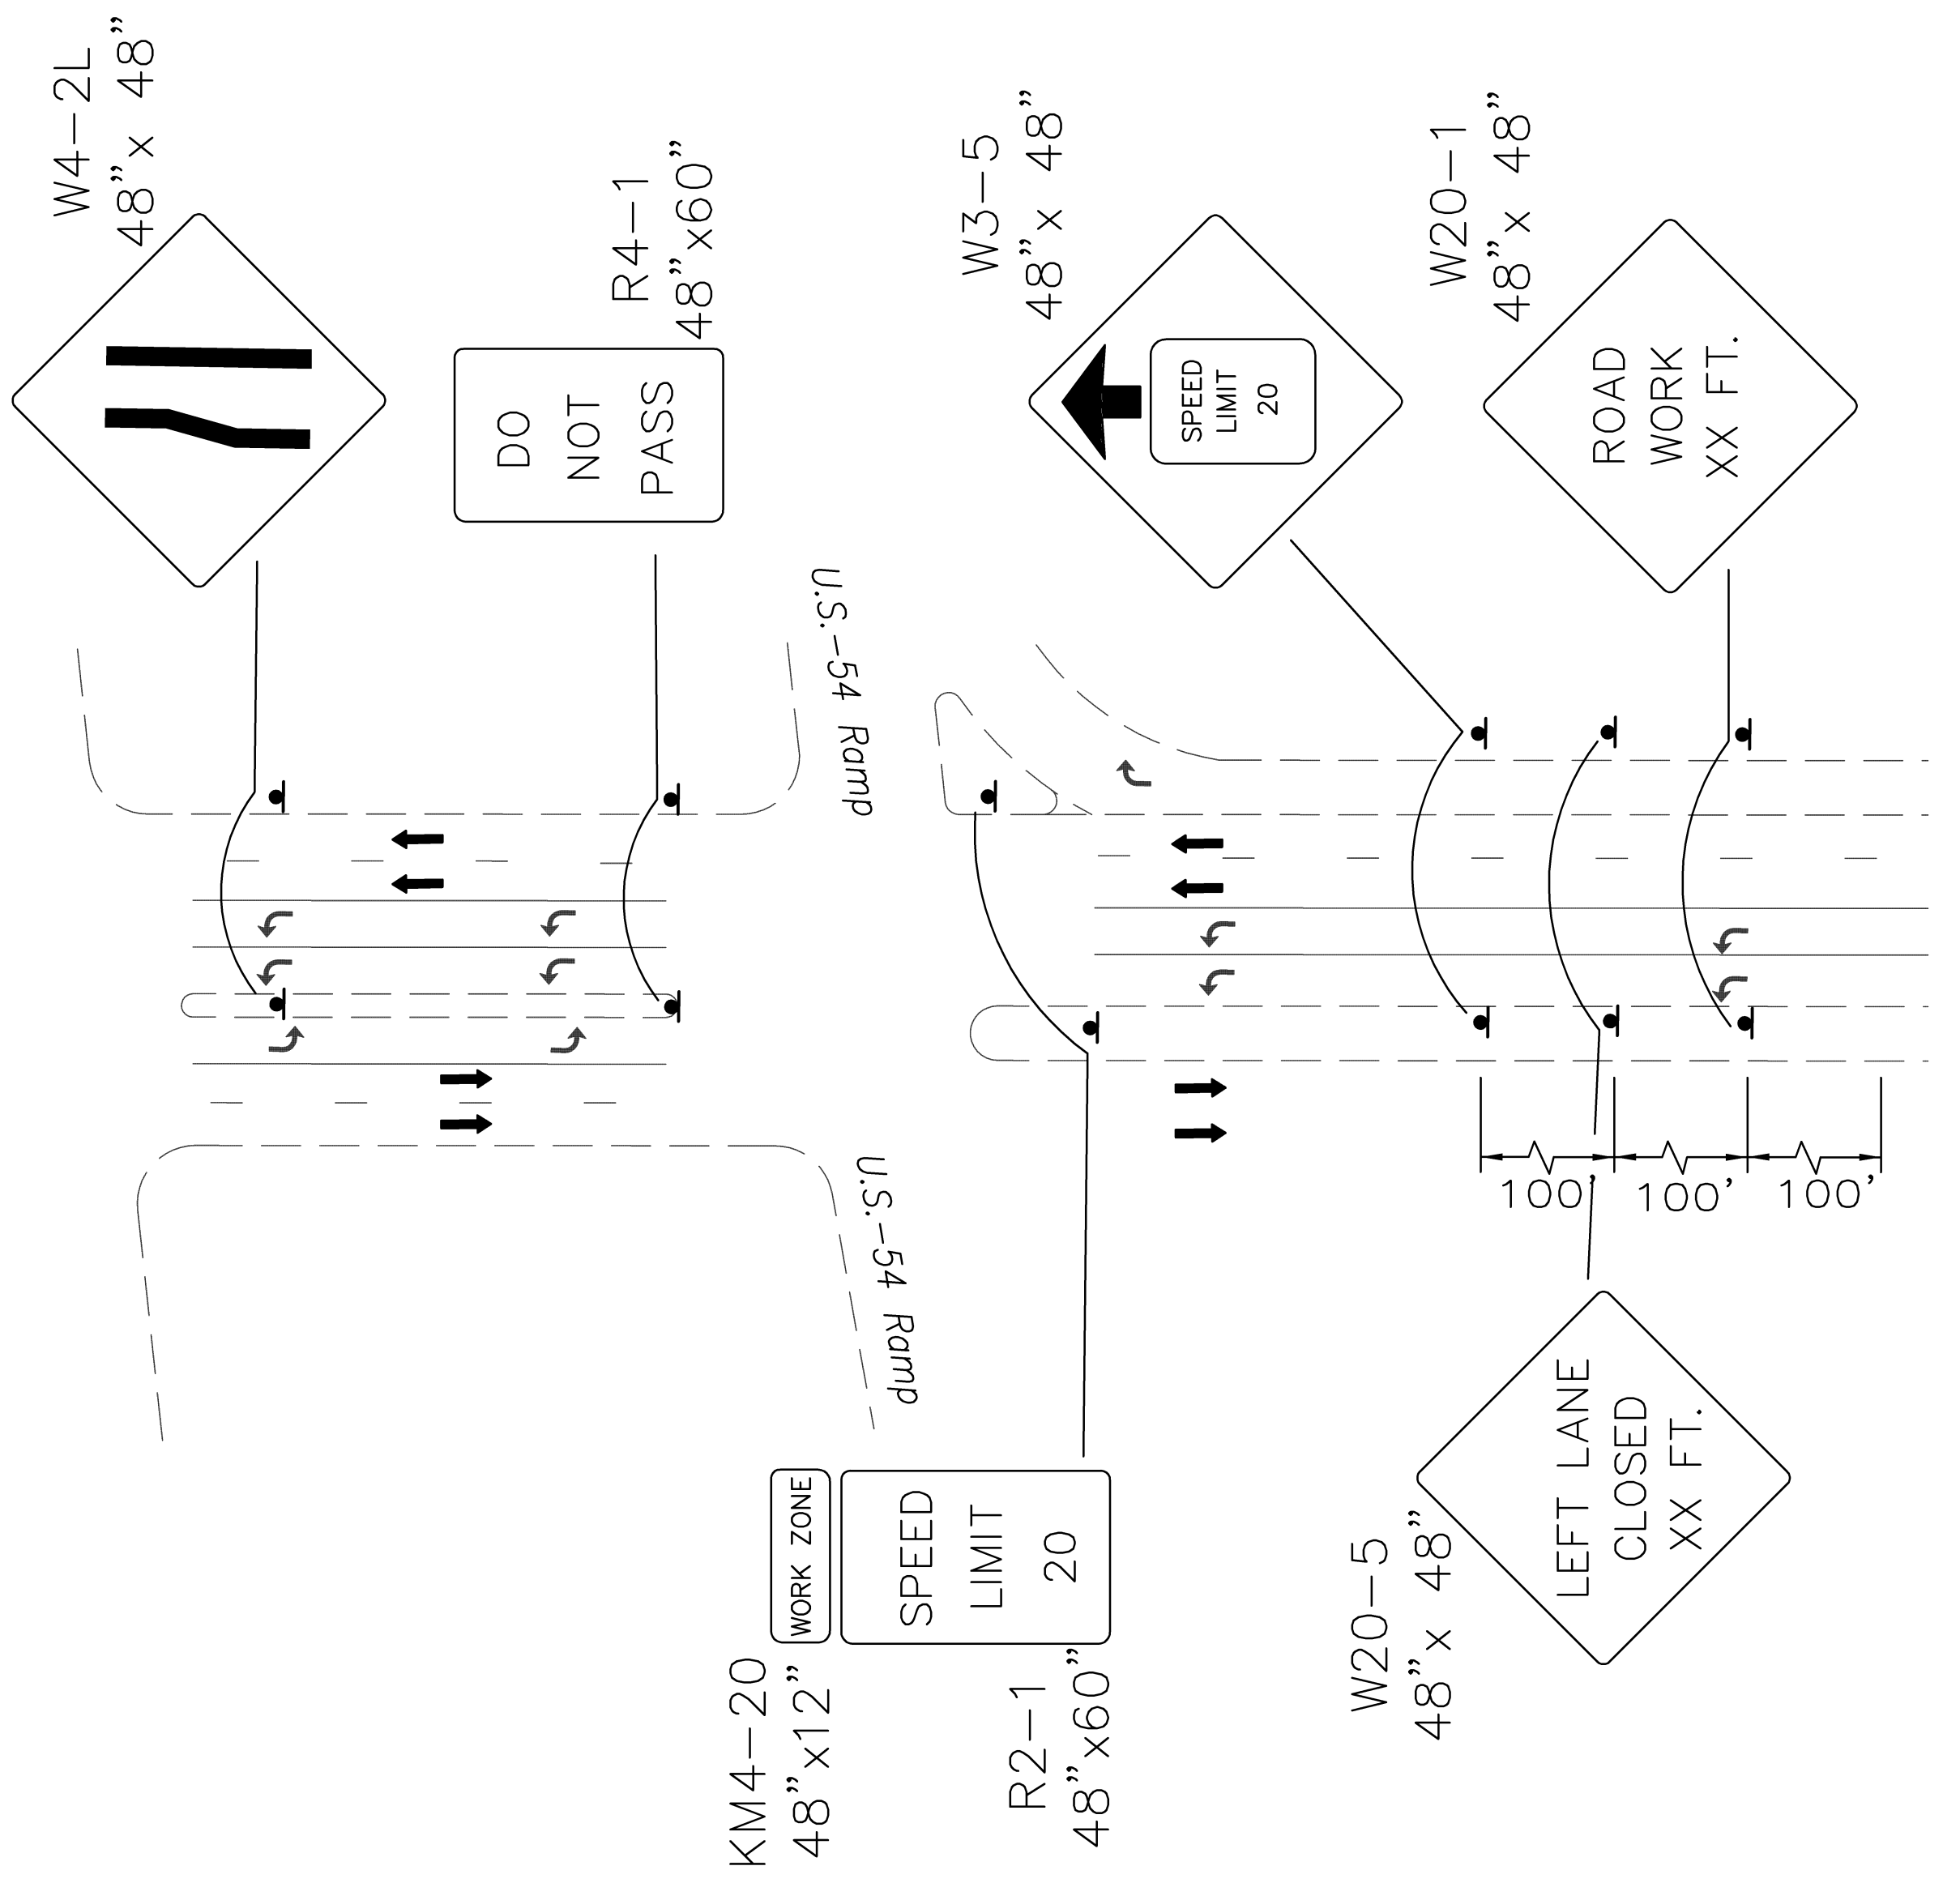 W4-2L
48" x 48"
DO
NOT
PASS
R4-1
48"x60"
U.S.-54 Ramp
W3-5
48" x 48"
SPEED
LIMIT
20
W20-1
48" x 48"
ROAD
WORK
XX FT.
U.S.-54 Ramp
100'
100'
100'
KM4-20
48"x12"
WORK ZONE
SPEED
LIMIT
20
R2-1
48"x60"
W20-5
48" x 48"
LEFT LANE
CLOSED
XX FT.